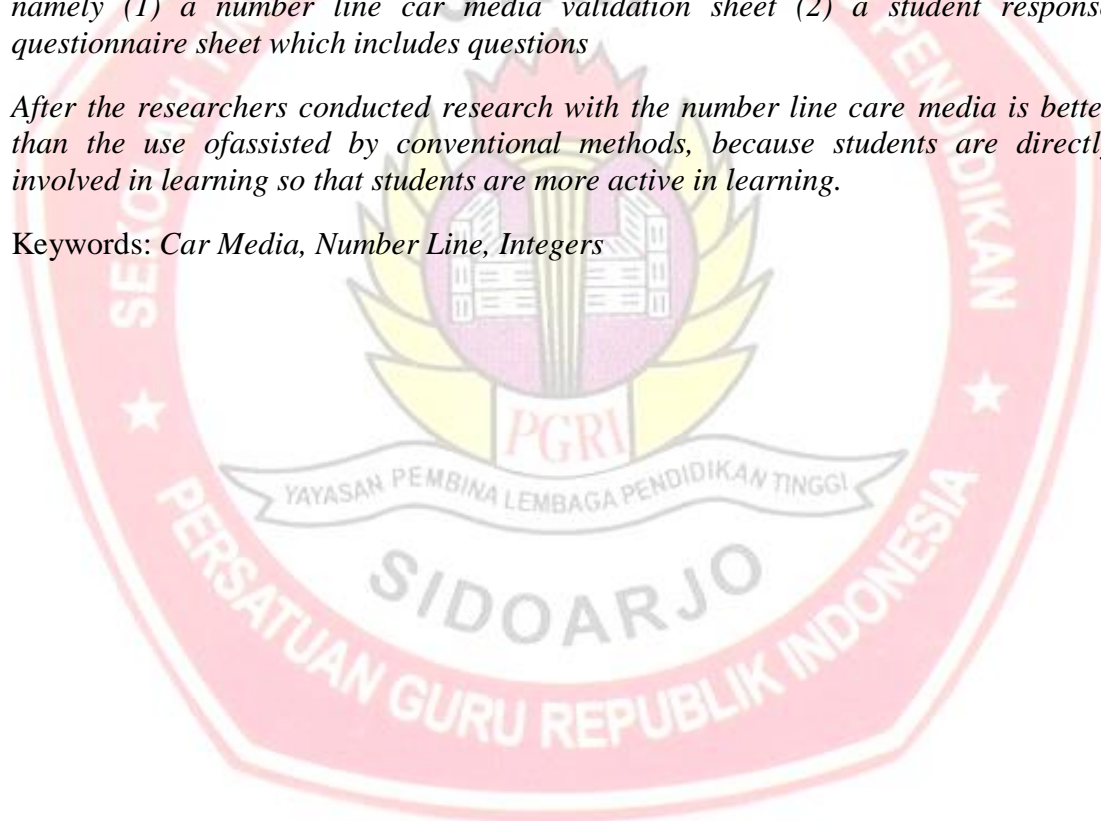 namely (1) a number line car media validation sheet (2) a student response
questionnaire sheet which includes questions
After the researchers conducted research with the number line care media is better
than the use ofassisted by conventional methods, because students are directly
involved in learning so that students are more active in learning.
Keywords: Car Media, Number Line, Integers
SEKOLAH
PENDIDIKAN
PGRI
YAYASAN PEMBINA LEMBAGA PENDIDIKAN TINGGI
SIDOARJO
PERSATUAN GURU REPUBLIK INDONESIA